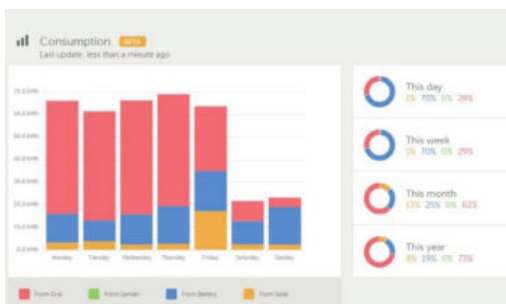 Consumption BETA
Last update: less than a minute ago
Monday Tuesday Wednesday Thursday Friday Saturday Sunday
From Grid From Genset From Battery From Solar
This day
1% 70% 0% 29%
This week
1% 70% 0% 29%
This month
13% 25% 0% 62%
This year
8% 19% 0% 73%